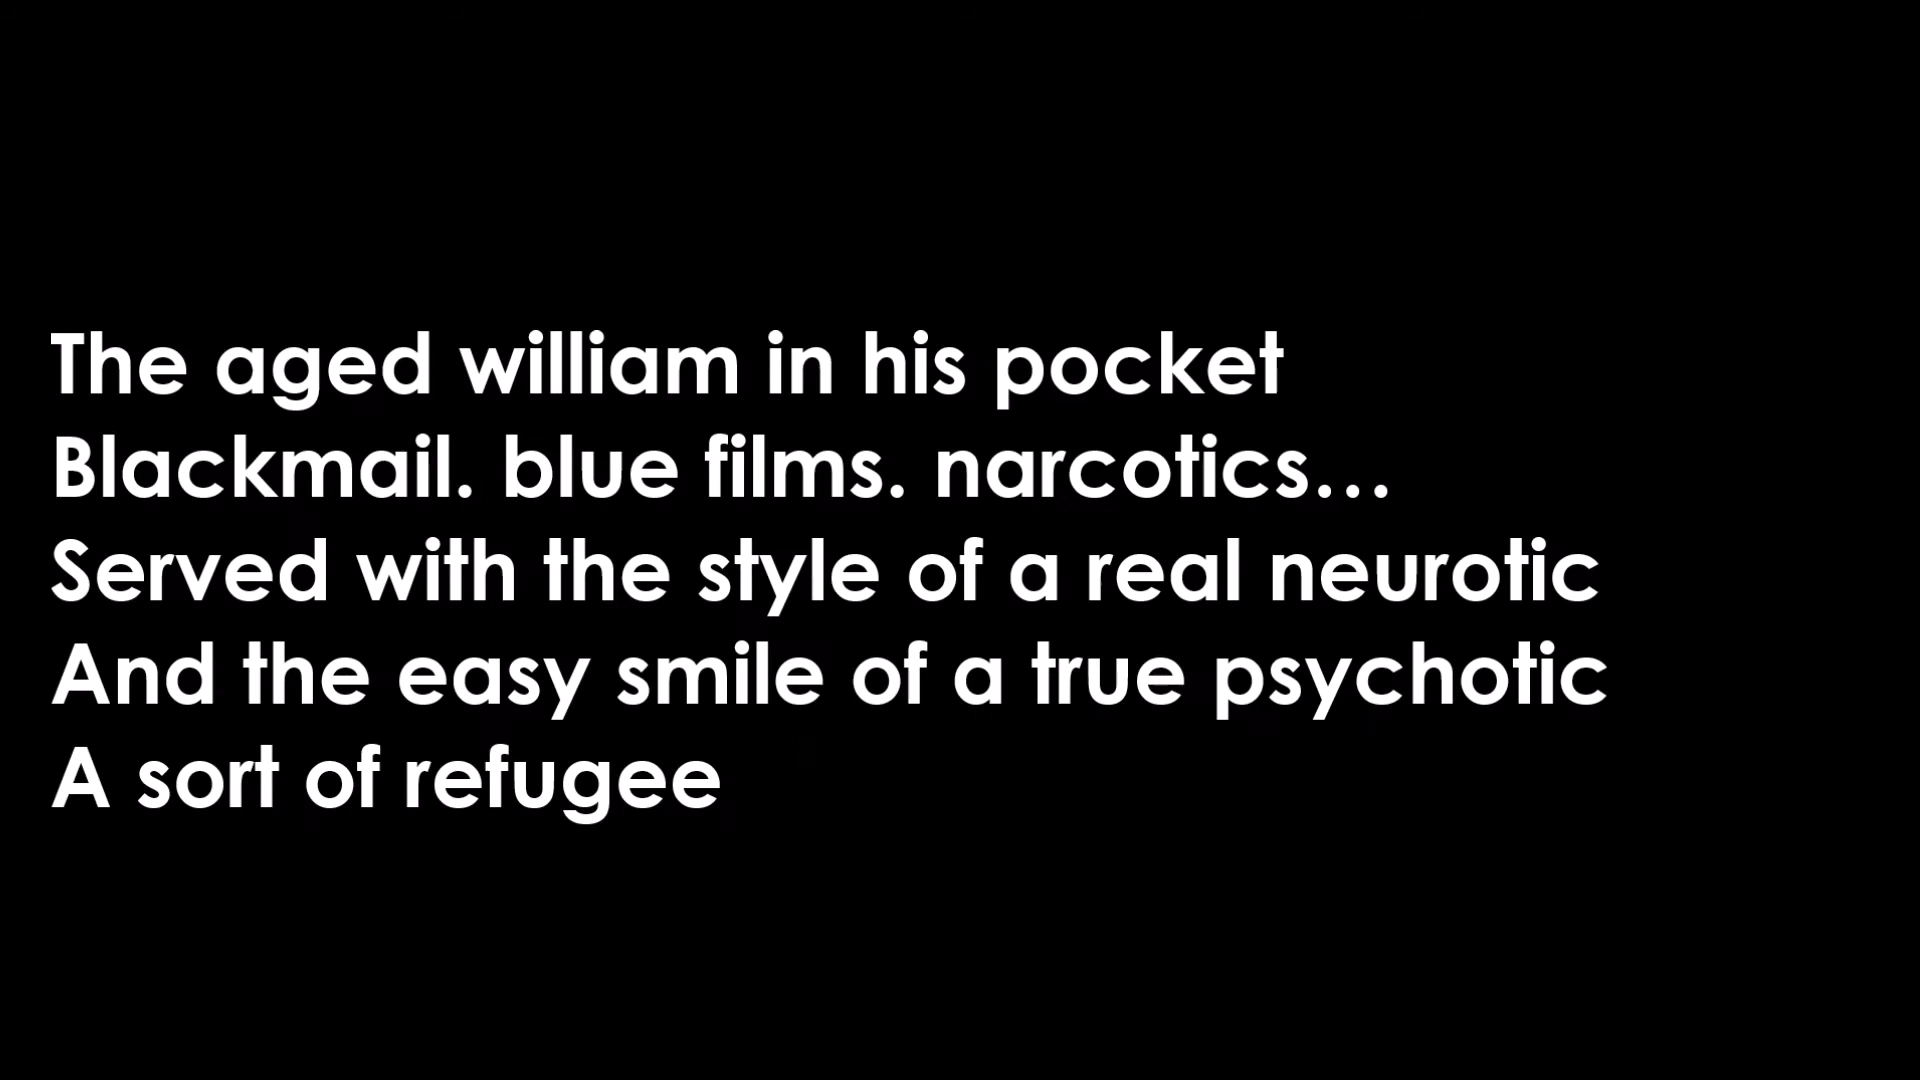 The aged william in his pocket
Blackmail. blue films. narcotics…
Served with the style of a real neurotic
And the easy smile of a true psychotic
A sort of refugee